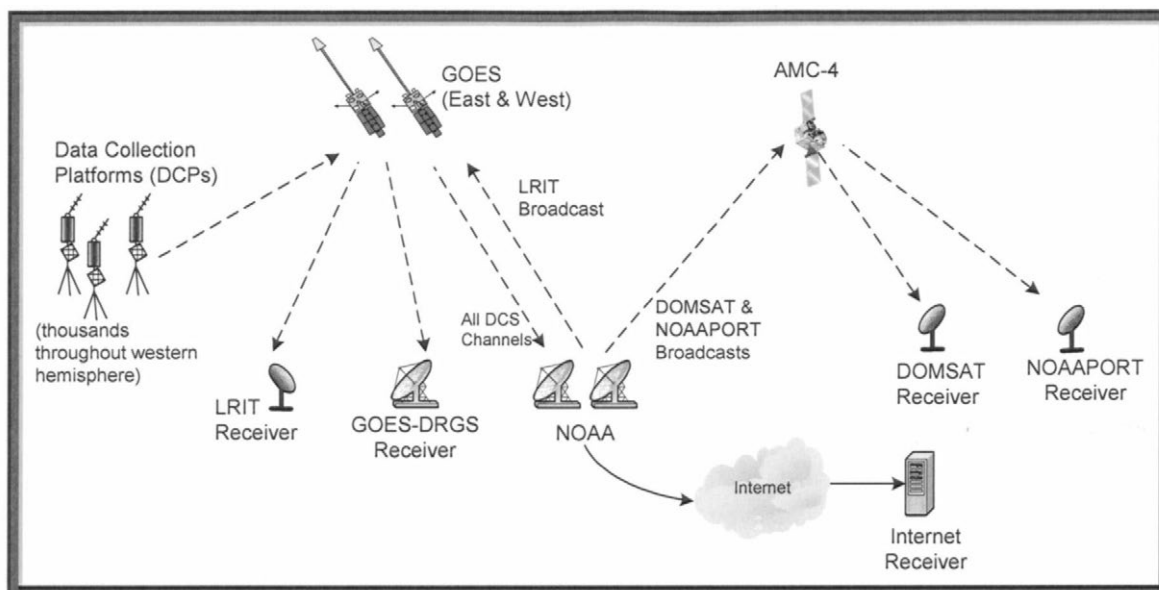 GOES
(East & West)
AMC-4
Data Collection
Platforms (DCPs)
LRIT
Broadcast
(thousands
throughout western
hemisphere)
All DCS
Channels
DOMSAT &
NOAAPORT
Broadcasts
LRIT
Receiver
GOES-DRGS
Receiver
NOAA
DOMSAT
Receiver
NOAAPORT
Receiver
Internet
Internet
Receiver